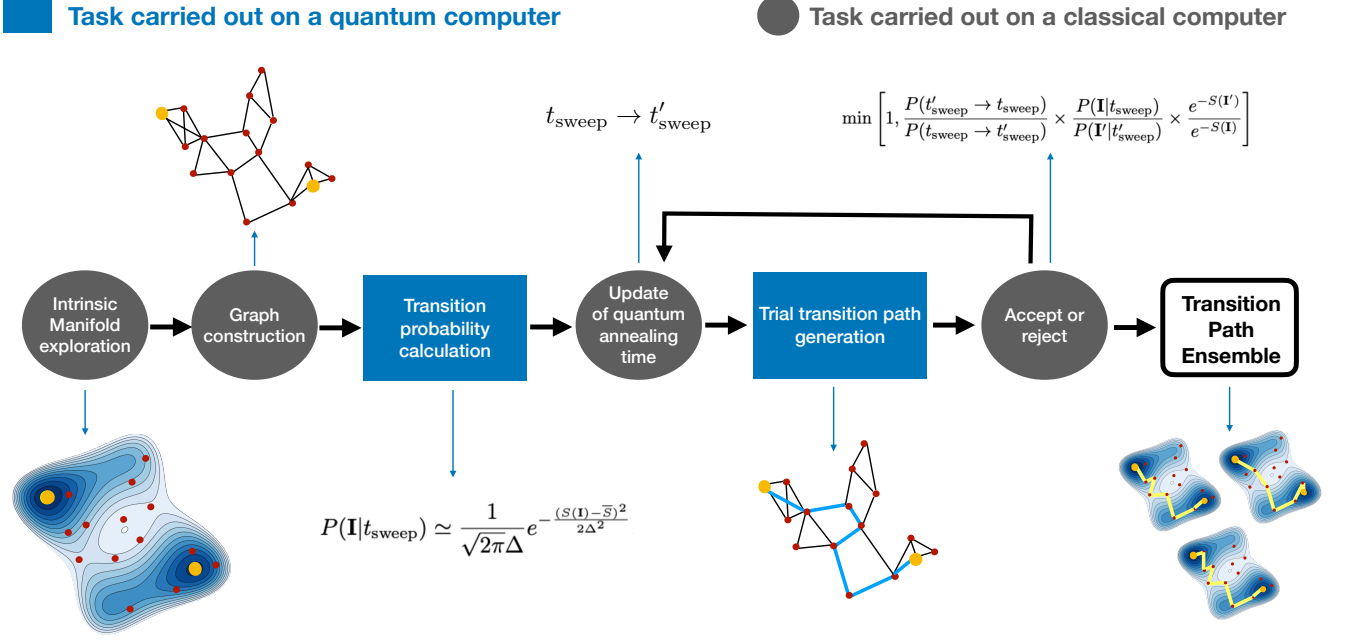 Task carried out on a quantum computer
Task carried out on a classical computer
t_sweep → t'_sweep
min [1, P(t'_sweep → t_sweep) / P(t_sweep → t'_sweep) × P(I|t_sweep) / P(I'|t'_sweep) × e^{-S(I')} / e^{-S(I)}]
Intrinsic
Manifold
exploration
Graph
construction
Transition
probability
calculation
Update
of quantum
annealing
time
Trial transition path
generation
Accept or
reject
Transition
Path
Ensemble
P(I|t_sweep) ≃ 1 / (√2π Δ) e^{-(S(I)-S̅)² / 2Δ²}